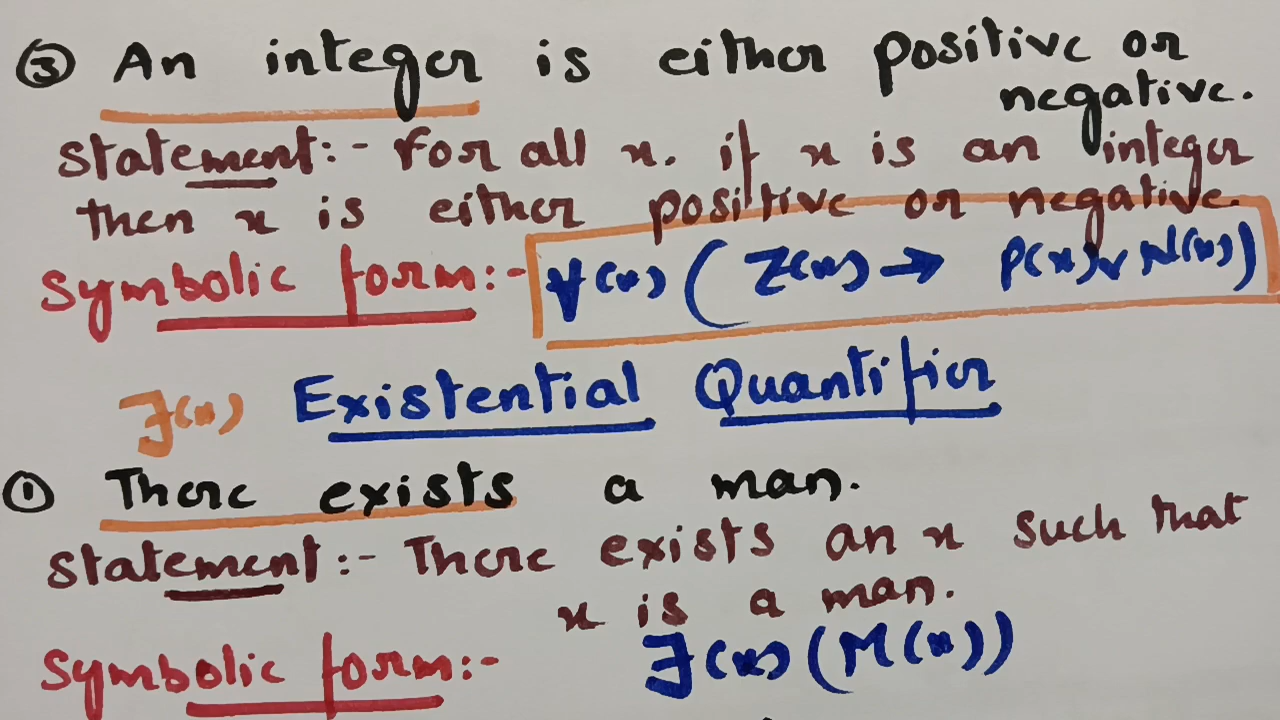 ③ An integer is either positive or
negative.
Statement:- For all x. if x is an integer
then x is either positive or negative.
Symbolic form:- ∀(x) ( Z(x) → P(x) ∨ N(x))
∃(x) Existential Quantifier
① There exists a man.
Statement:- There exists an x such that
x is a man.
Symbolic form:- ∃(x) (M(x))